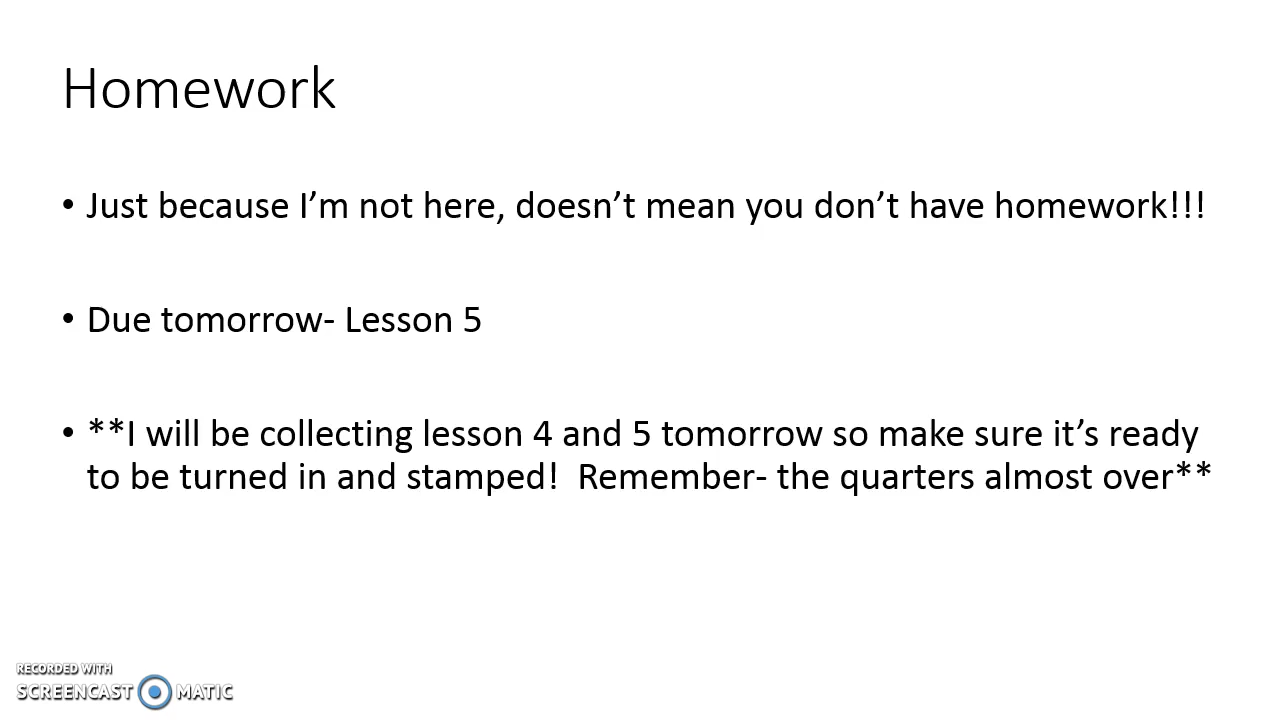 Homework
• Just because I’m not here, doesn’t mean you don’t have homework!!!
• Due tomorrow- Lesson 5
• **I will be collecting lesson 4 and 5 tomorrow so make sure it’s ready
to be turned in and stamped!  Remember- the quarters almost over**
RECORDED WITH
SCREENCAST MATIC